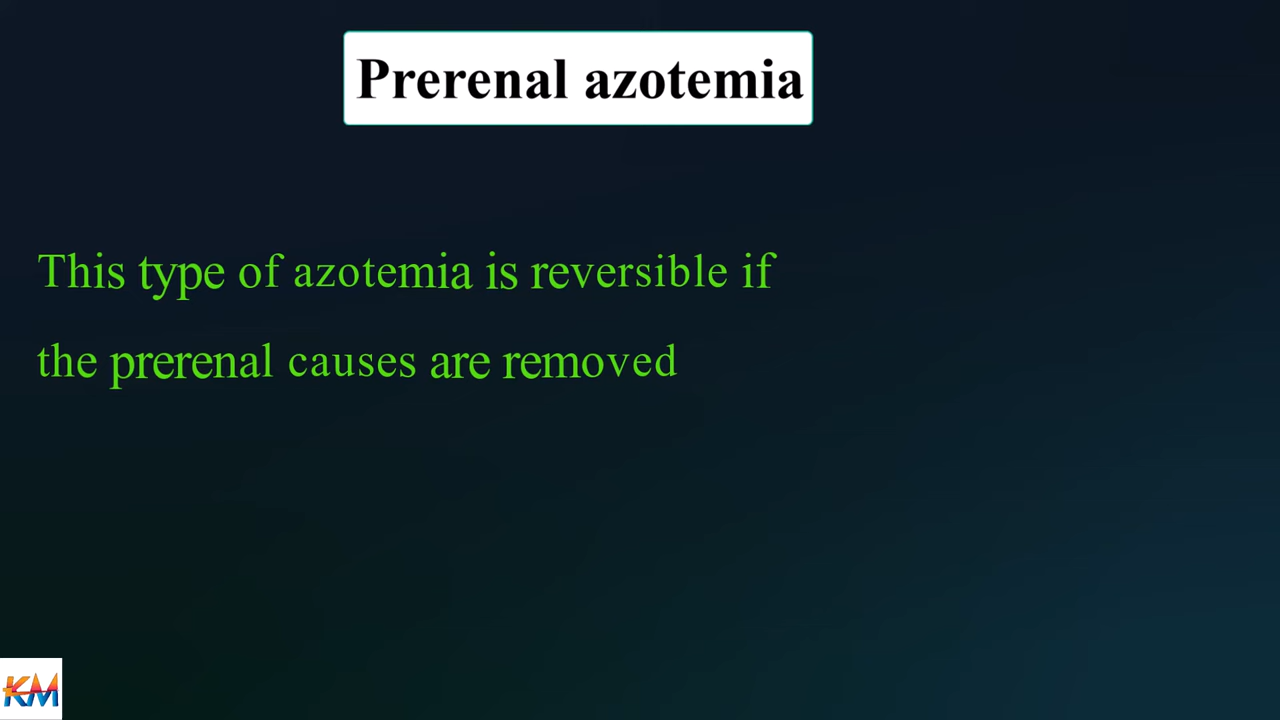 Prerenal azotemia
This type of azotemia is reversible if
the prerenal causes are removed
KM